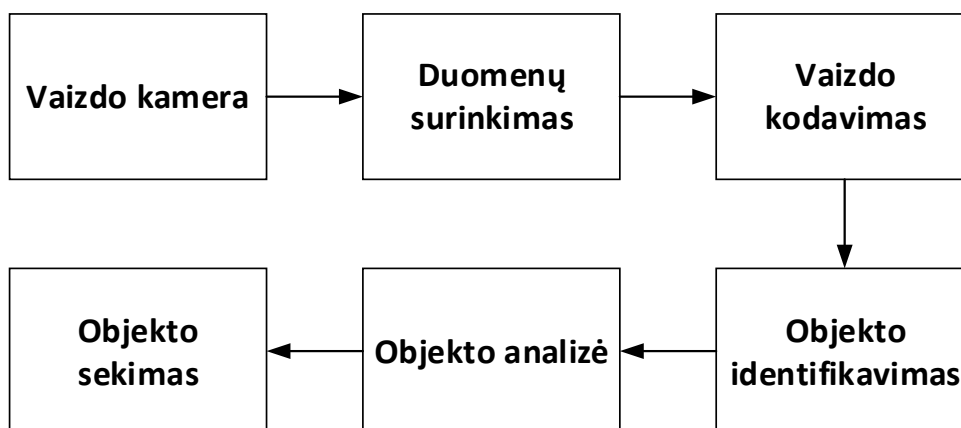 Vaizdo kamera
Duomenų
surinkimas
Vaizdo
kodavimas
Objekto
sekimas
Objekto analizė
Objekto
identifikavimas